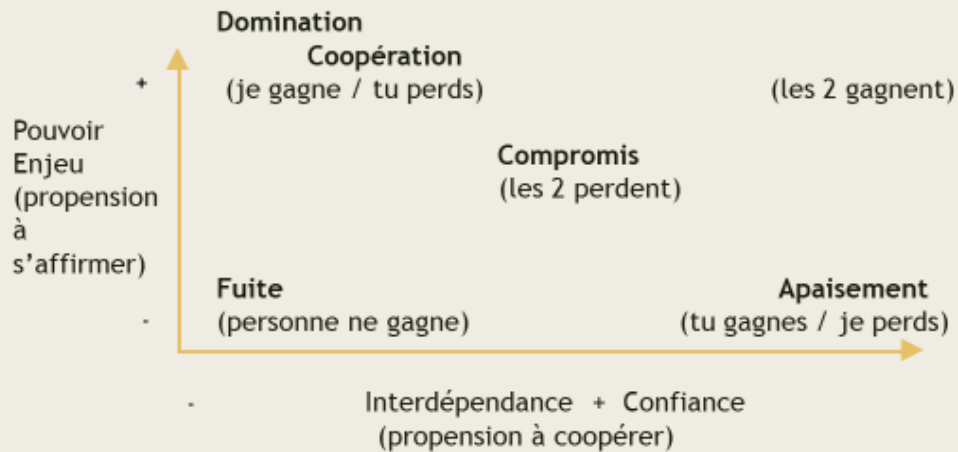 Domination
Coopération
+ (je gagne / tu perds) (les 2 gagnent)
Pouvoir
Enjeu
(propension
à
s’affirmer)
Compromis
(les 2 perdent)
Fuite Apaisement
- (personne ne gagne) (tu gagnes / je perds)
- Interdépendance + Confiance
(propension à coopérer)